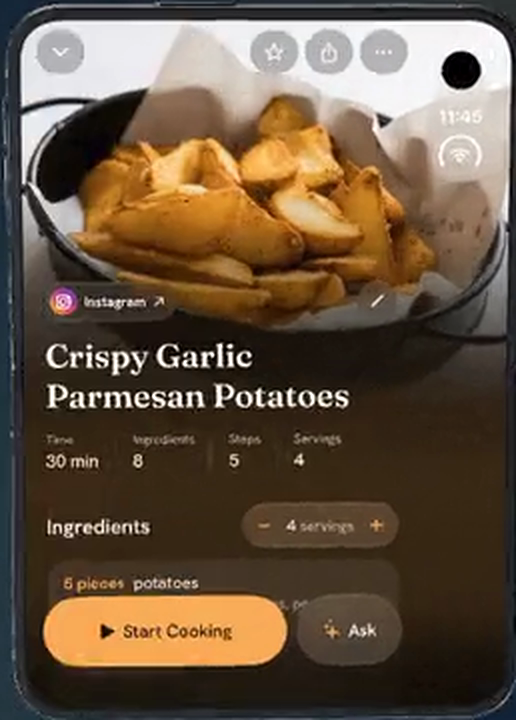 11:45
Instagram ↗
Crispy Garlic
Parmesan Potatoes
Time Ingredients Steps Servings
30 min 8 5 4
Ingredients
− 4 servings +
5 pieces potatoes
Start Cooking
Ask